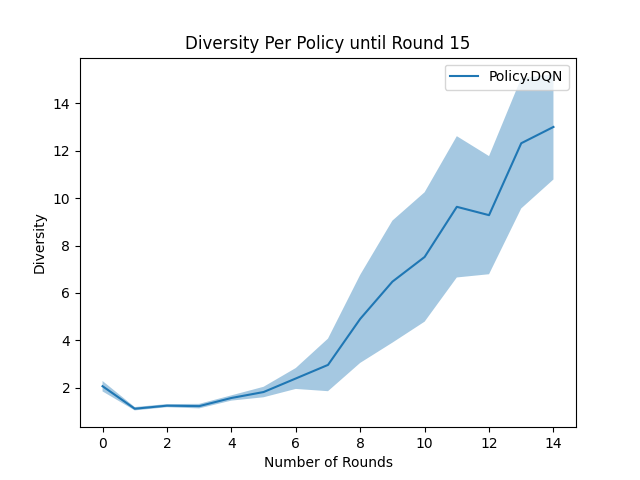 Diversity Per Policy until Round 15
Policy.DQN
14
12
10
8
6
4
2
Diversity
0 2 4 6 8 10 12 14
Number of Rounds